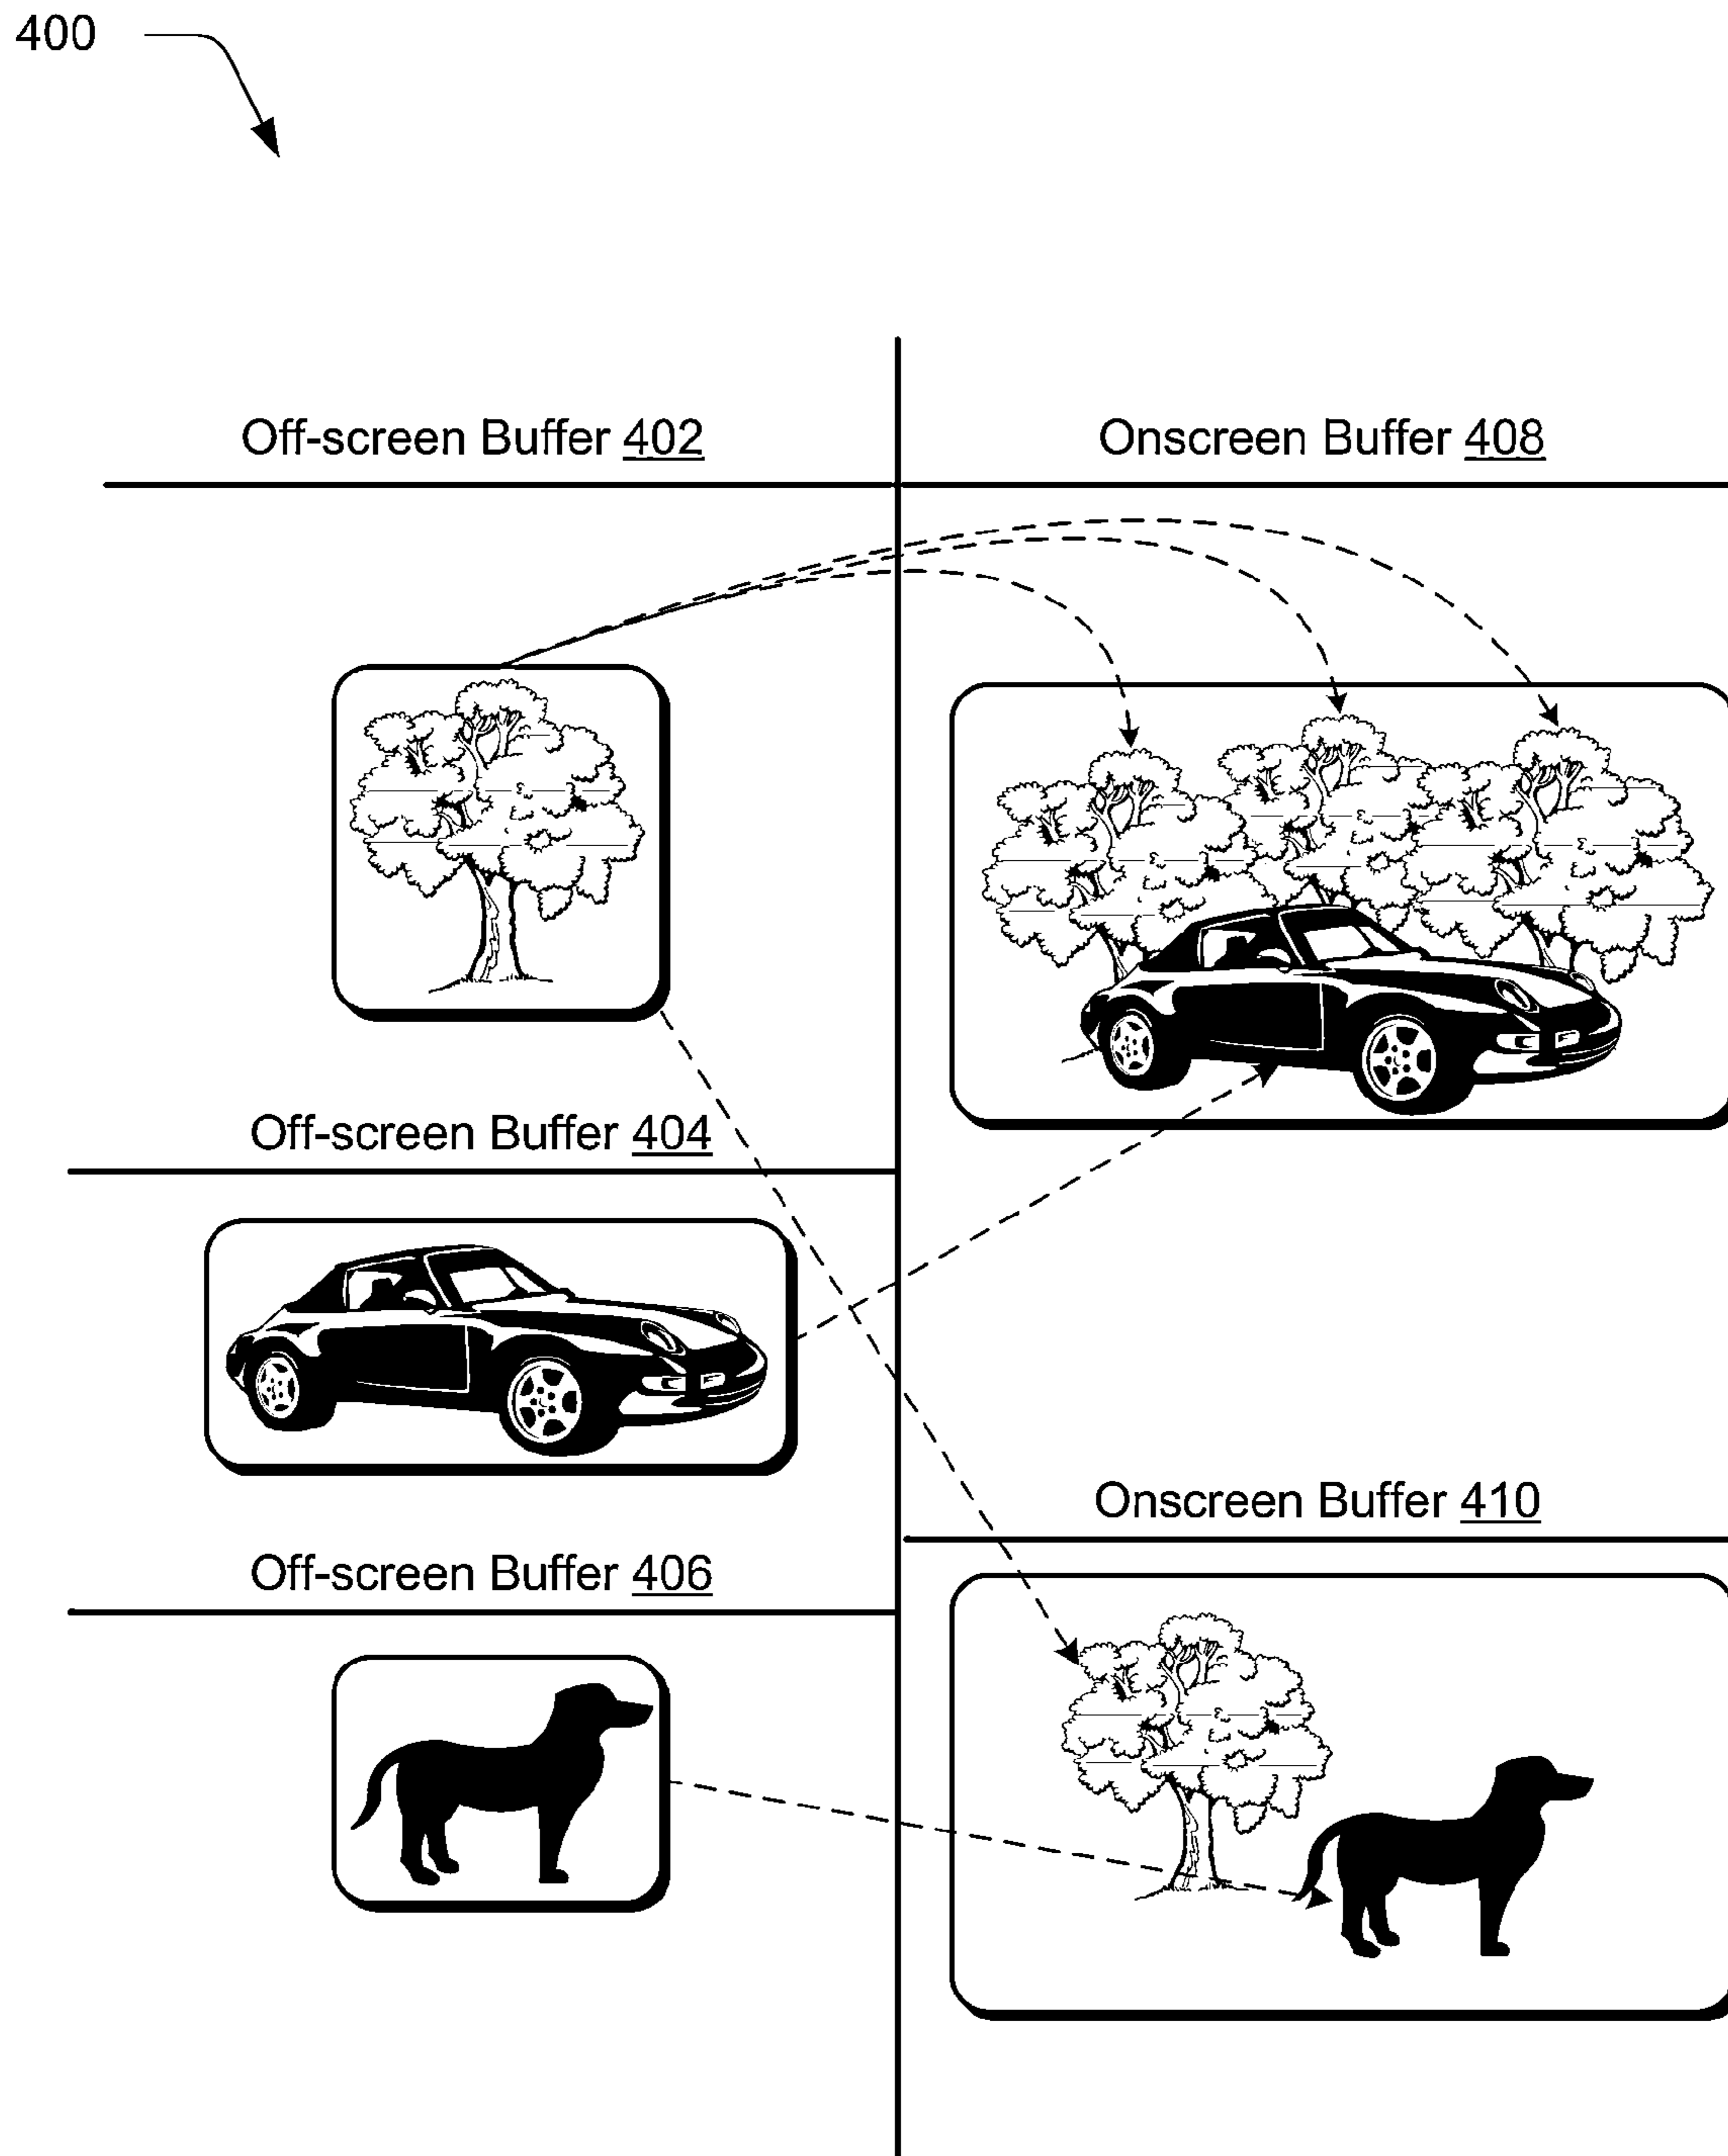 400
Off-screen Buffer 402
Onscreen Buffer 408
Off-screen Buffer 404
Onscreen Buffer 410
Off-screen Buffer 406